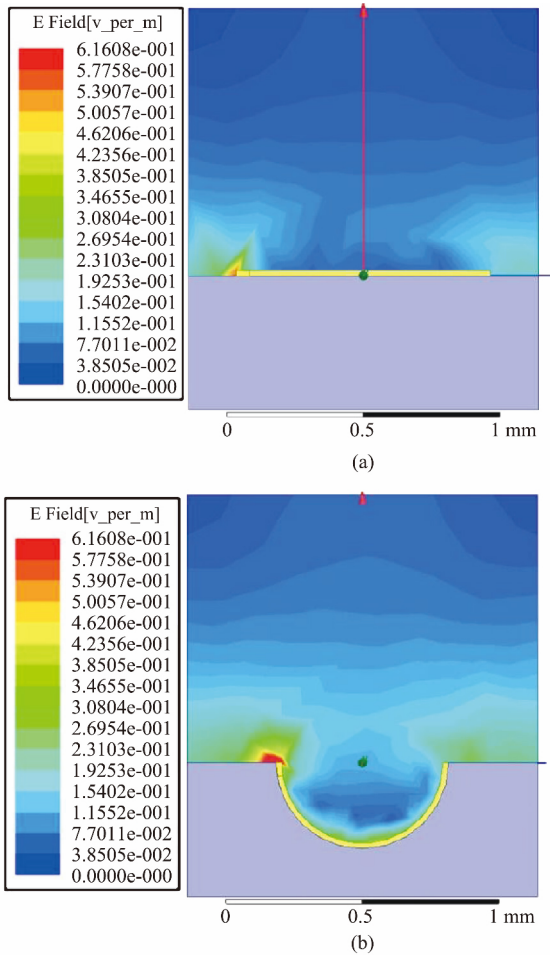 E Field[v_per_m]
6.1608e-001
5.7758e-001
5.3907e-001
5.0057e-001
4.6206e-001
4.2356e-001
3.8505e-001
3.4655e-001
3.0804e-001
2.6954e-001
2.3103e-001
1.9253e-001
1.5402e-001
1.1552e-001
7.7011e-002
3.8505e-002
0.0000e-000
0 0.5 1 mm
(a)
E Field[v_per_m]
6.1608e-001
5.7758e-001
5.3907e-001
5.0057e-001
4.6206e-001
4.2356e-001
3.8505e-001
3.4655e-001
3.0804e-001
2.6954e-001
2.3103e-001
1.9253e-001
1.5402e-001
1.1552e-001
7.7011e-002
3.8505e-002
0.0000e-000
0 0.5 1 mm
(b)